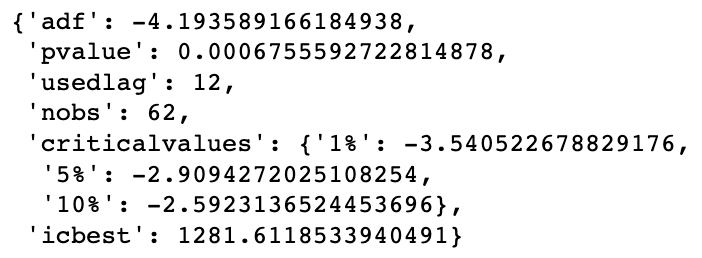 {'adf': -4.193589166184938,
'pvalue': 0.0006755592722814878,
'usedlag': 12,
'nobs': 62,
'criticalvalues': {'1%': -3.540522678829176,
'5%': -2.9094272025108254,
'10%': -2.5923136524453696},
'icbest': 1281.6118533940491}